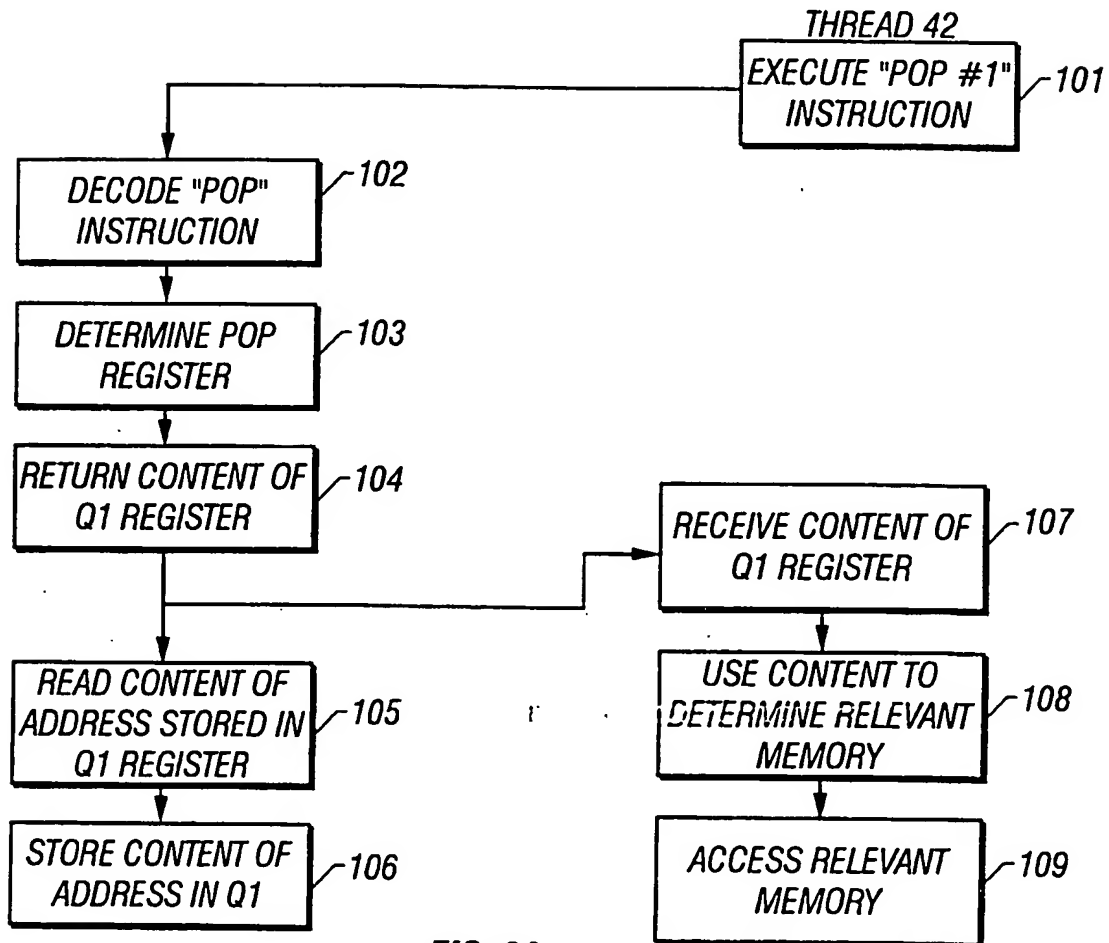 THREAD 42
EXECUTE "POP #1"
INSTRUCTION
101
DECODE "POP"
INSTRUCTION
102
DETERMINE POP
REGISTER
103
RETURN CONTENT OF
Q1 REGISTER
104
RECEIVE CONTENT OF
Q1 REGISTER
107
READ CONTENT OF
ADDRESS STORED IN
Q1 REGISTER
105
USE CONTENT TO
DETERMINE RELEVANT
MEMORY
108
STORE CONTENT OF
ADDRESS IN Q1
106
ACCESS RELEVANT
MEMORY
109